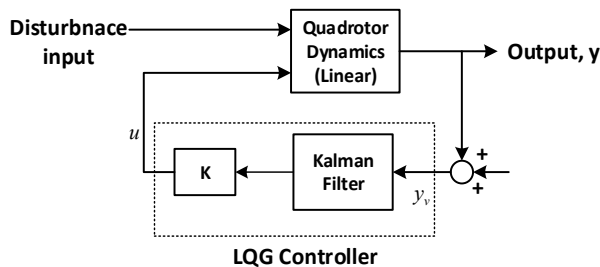 Disturbnace
input
Quadrotor
Dynamics
(Linear)
Output, y
u
K
Kalman
Filter
y_v
+
+
LQG Controller